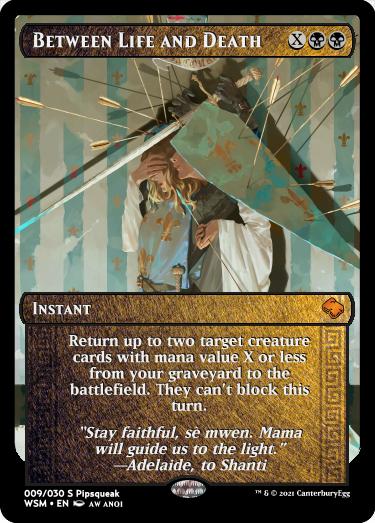 Between Life and Death X
Instant
Return up to two target creature
cards with mana value X or less
from your graveyard to the
battlefield. They can't block this
turn.
"Stay faithful, sè mwen. Mama
will guide us to the light."
—Adelaide, to Shanti
009/030 S Pipsqueak
WSM • EN AW ANOI
™ & © 2021 CanterburyEgg